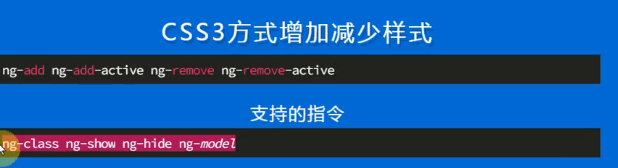 CSS3方式增加减少样式
ng-add ng-add-active ng-remove ng-remove-active
支持的指令
ng-class ng-show ng-hide ng-model